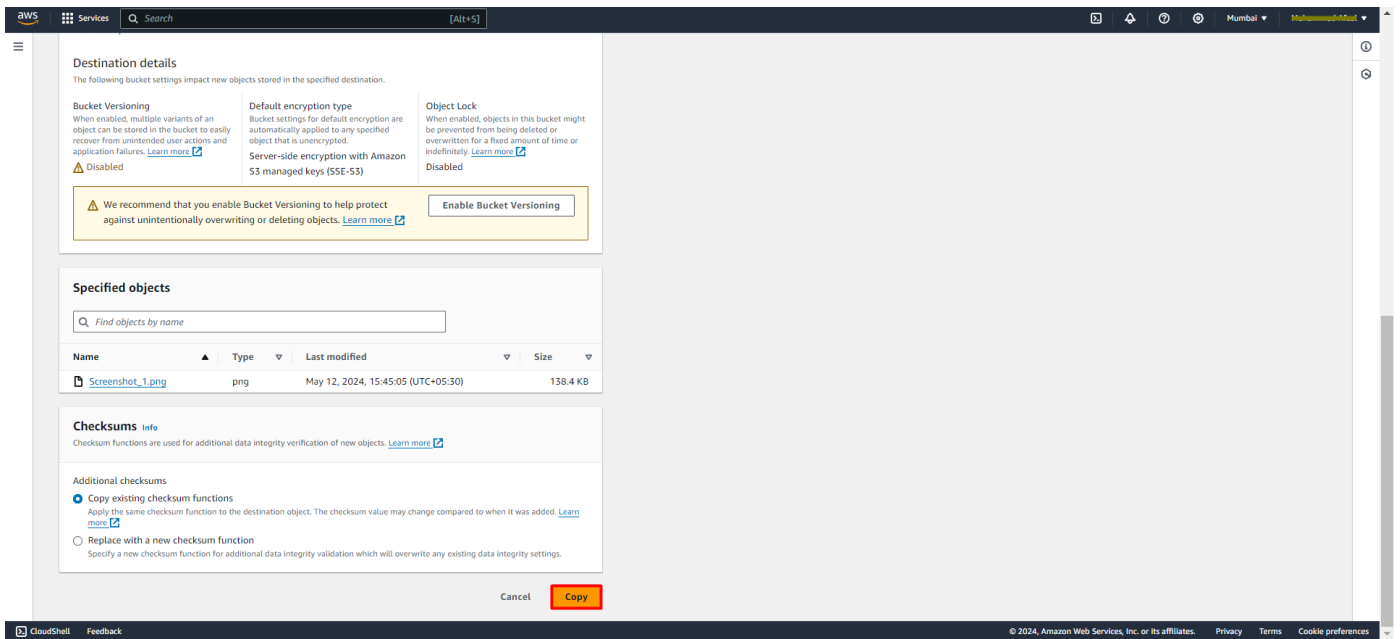 aws
Services
Search
[Alt+S]
Mumbai
Destination details
The following bucket settings impact new objects stored in the specified destination.
Bucket Versioning
When enabled, multiple variants of an
object can be stored in the bucket to easily
recover from unintended user actions and
application failures. Learn more
Disabled
Default encryption type
Bucket settings for default encryption are
automatically applied to any specified
object that is unencrypted.
Server-side encryption with Amazon
S3 managed keys (SSE-S3)
Object Lock
When enabled, objects in this bucket might
be prevented from being deleted or
overwritten for a fixed amount of time or
indefinitely. Learn more
Disabled
We recommend that you enable Bucket Versioning to help protect
against unintentionally overwriting or deleting objects. Learn more
Enable Bucket Versioning
Specified objects
Find objects by name
Name Type Last modified Size
Screenshot_1.png png May 12, 2024, 15:45:05 (UTC+05:30) 138.4 KB
Checksums Info
Checksum functions are used for additional data integrity verification of new objects. Learn more
Additional checksums
Copy existing checksum functions
Apply the same checksum function to the destination object. The checksum value may change compared to when it was added. Learn
more
Replace with a new checksum function
Specify a new checksum function for additional data integrity validation which will overwrite any existing data integrity settings.
Cancel Copy
CloudShell Feedback © 2024, Amazon Web Services, Inc. or its affiliates. Privacy Terms Cookie preferences